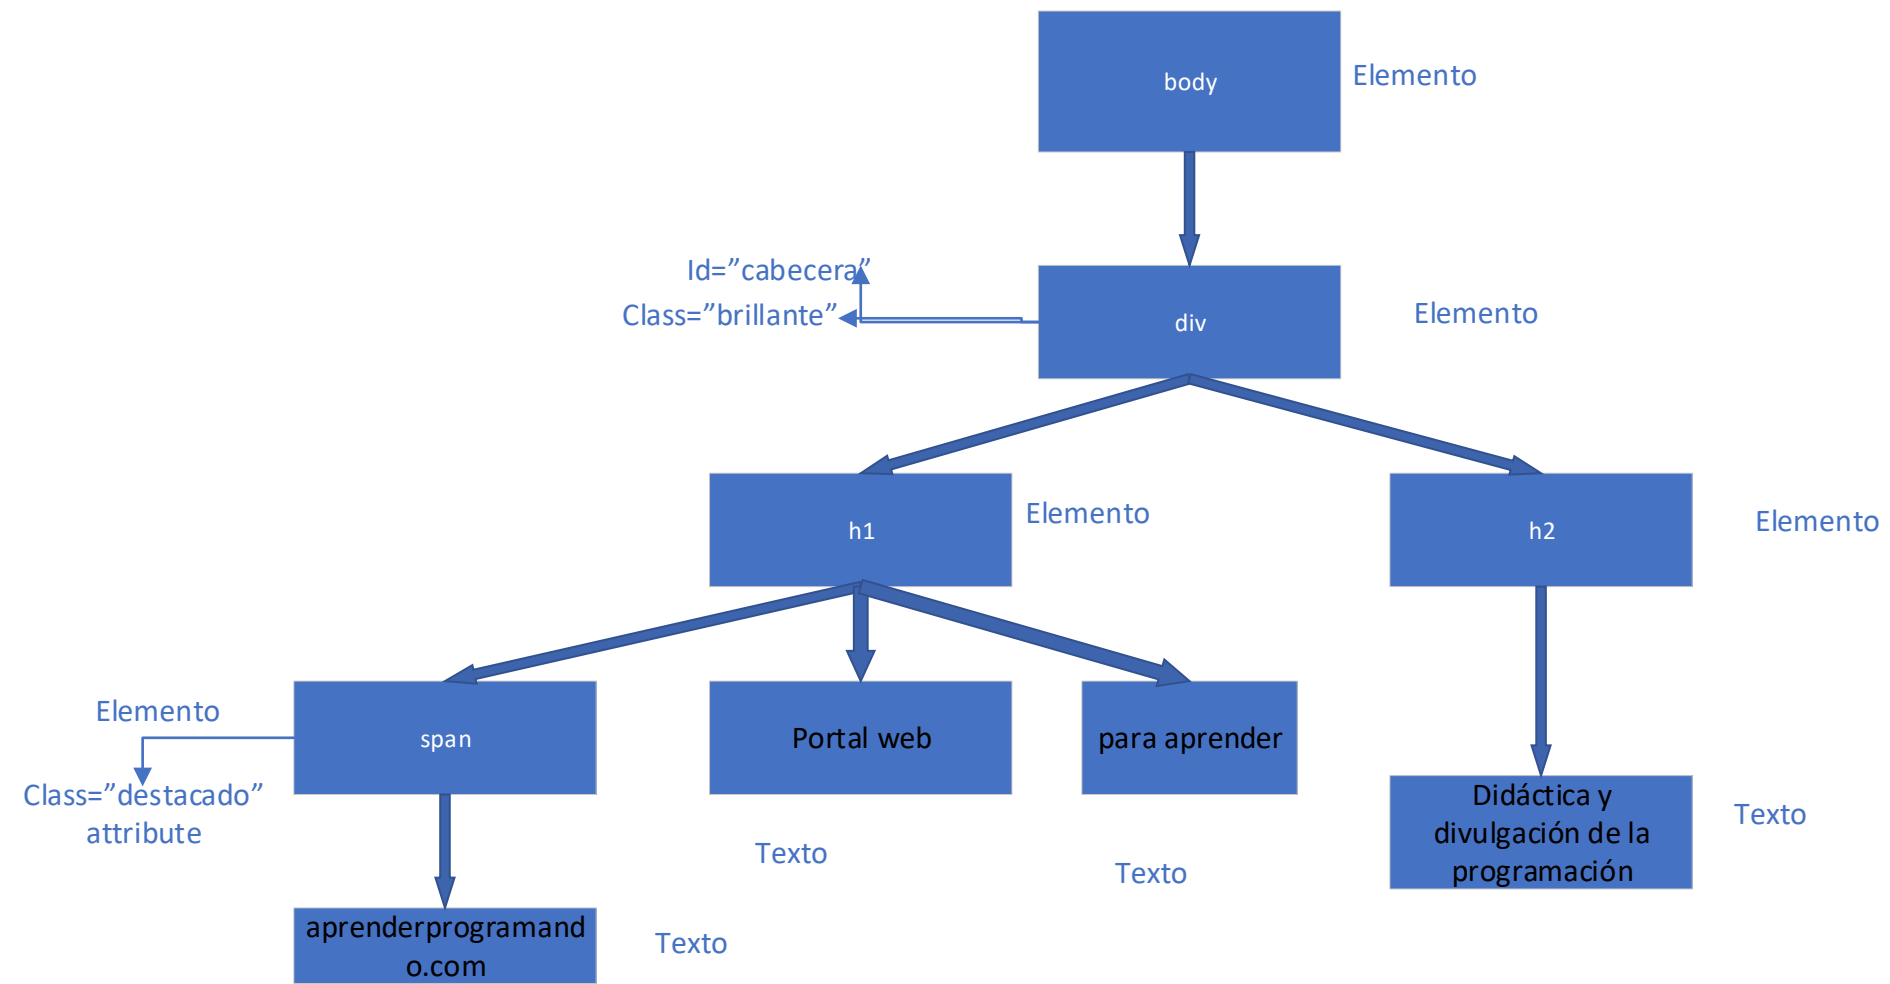 body
Elemento
Id=”cabecera”
Class=”brillante”
div
Elemento
h1
Elemento
h2
Elemento
Elemento
span
Portal web
para aprender
Class=”destacado”
attribute
Didáctica y
divulgación de la
programación
Texto
Texto
Texto
aprenderprogramand
o.com
Texto